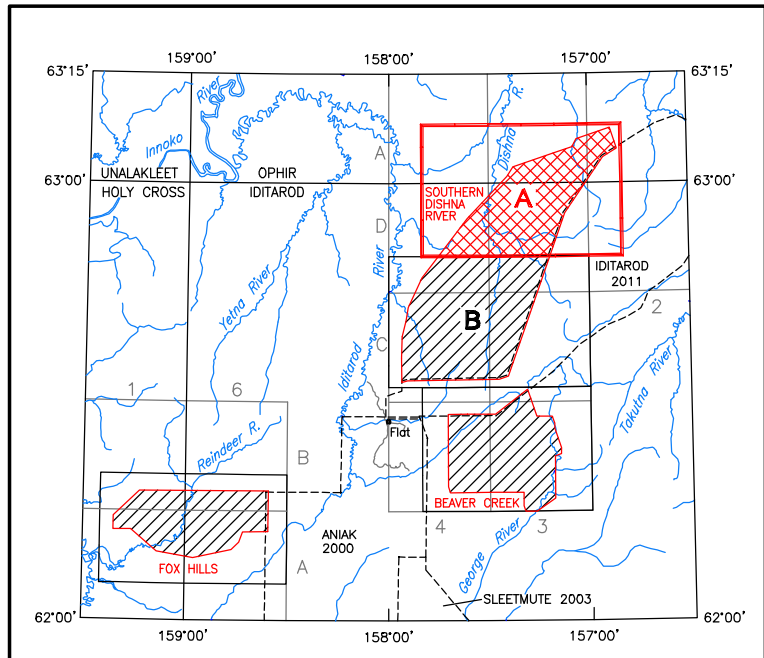 159°00' 158°00' 157°00'
63°15' 63°15'
River
Innoko
Dishna R.
A
UNALAKLEET OPHIR
HOLY CROSS IDITAROD
63°00' 63°00'
SOUTHERN
DISHNA
RIVER
A
D
River
Yetna River
IDITAROD
2011
B
2
C
Iditarod
Takutna River
1 6
Flat
Reindeer R.
B
BEAVER CREEK
4 3
ANIAK
2000
George River
FOX HILLS
A
SLEETMUTE 2003
62°00' 62°00'
159°00' 158°00' 157°00'